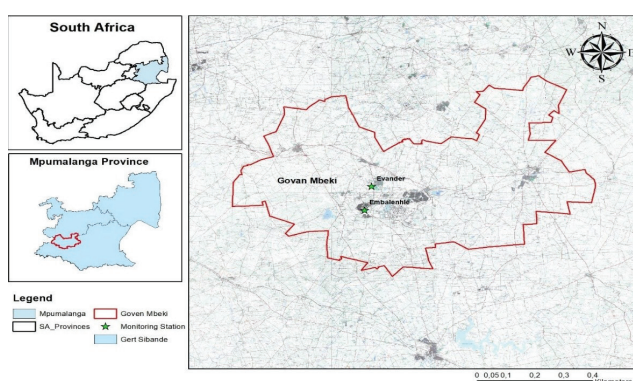 South Africa
Mpumalanga Province
Legend
Mpumalanga
SA_Provinces
Goven Mbeki
Monitoring Station
Gert Sibande
N
W
E
S
Govan Mbeki
Evander
Embalenhle
0 0,05 0,1 0,2 0,3 0,4
Kilometers